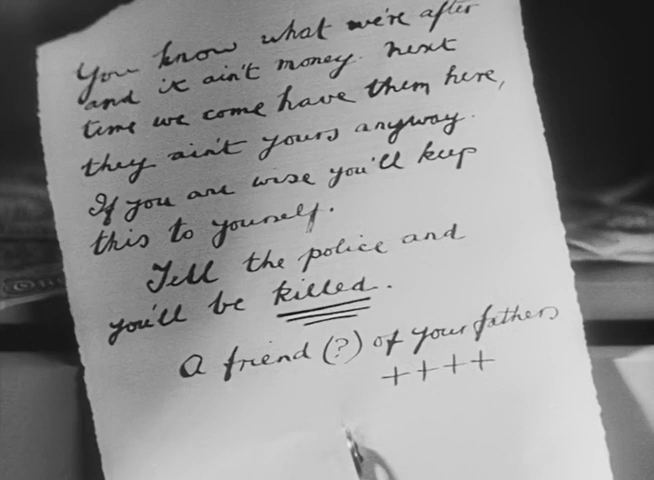 You know what we're after
and it ain't money. next
time we come have them here,
they ain't yours anyway.
If you are wise you'll keep
this to yourself.
Tell the police and
you'll be killed.
A friend (?) of your fathers
++++